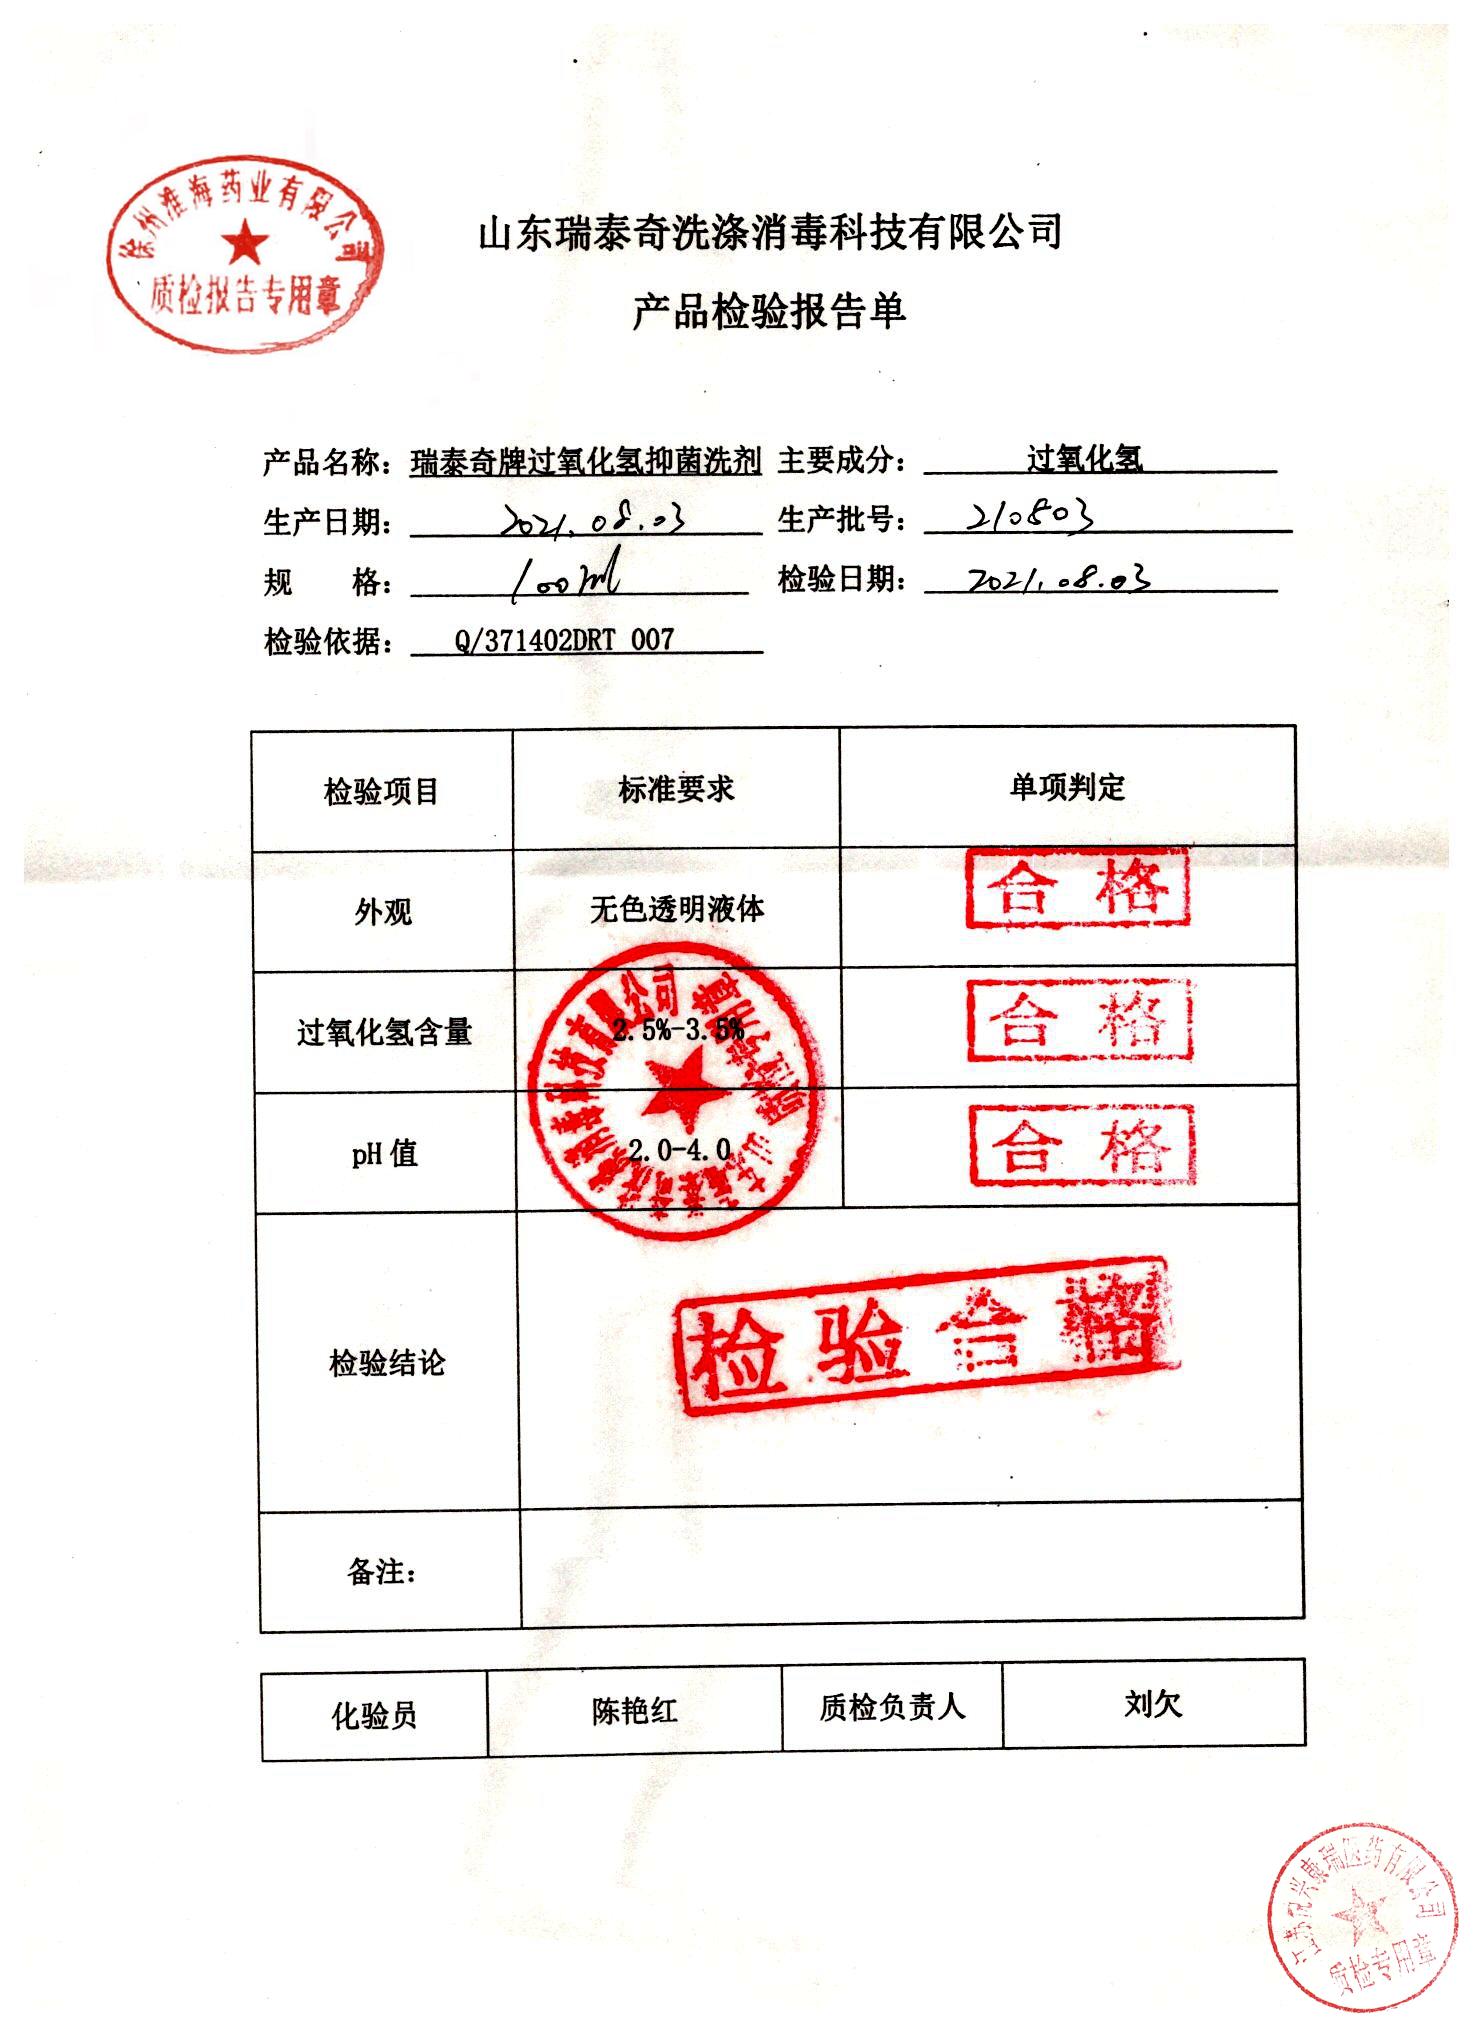 徐州淮海药业有限公司
质检报告专用章
山东瑞泰奇洗涤消毒科技有限公司
产品检验报告单
产品名称：瑞泰奇牌过氧化氢抑菌洗剂 主要成分： 过氧化氢
生产日期： 2021.08.03 生产批号： 210803
规 格： 100ml 检验日期： 2021.08.03
检验依据： Q/371402DRT 007
检验项目 标准要求 单项判定
外观 无色透明液体 合格
过氧化氢含量 2.5%-3.5% 合格
pH值 2.0-4.0 合格
检验结论 检验合格
备注：
化验员 陈艳红 质检负责人 刘欠
康瑞医药有限公司
质检专用章